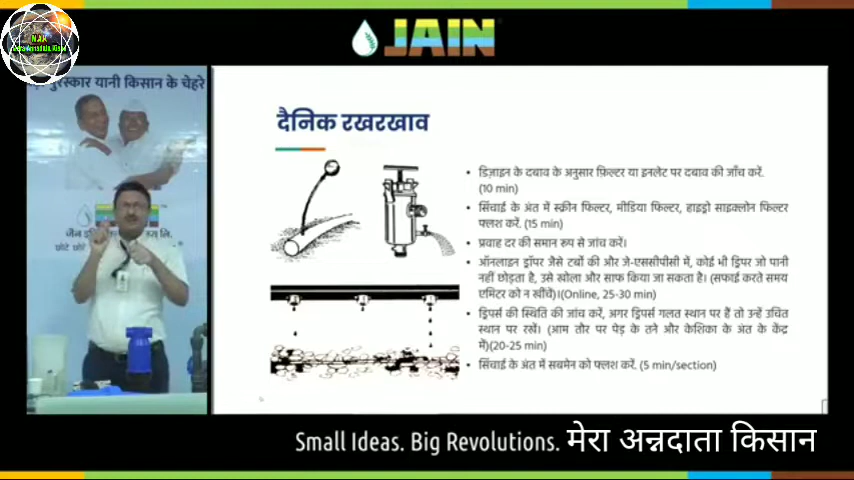 JAIN
पुरस्कार यानी किसान के चेहरे
दैनिक रखरखाव
• डिज़ाइन के दबाव के अनुसार फ़िल्टर या इनलेट पर दबाव की जाँच करें.
(10 min)
• सिंचाई के अंत में स्क्रीन फिल्टर, मीडिया फिल्टर, हाइड्रो साइक्लोन फिल्टर
फ्लश करें. (15 min)
• प्रवाह दर की समान रूप से जांच करें।
• ऑनलाइन ड्रॉपर जैसे टर्बो की और जे-एससीपीसी में, कोई भी ड्रिपर जो पानी
नहीं छोड़ता है, उसे खोला और साफ किया जा सकता है। (सफाई करते समय
एमिटर को न खींचें)।(Online, 25-30 min)
• ड्रिपर्स की स्थिति की जांच करें, अगर ड्रिपर्स गलत स्थान पर हैं तो उन्हें उचित
स्थान पर रखें। (आम तौर पर पेड़ के तने और केशिका के अंत के केंद्र
में)(20-25 min)
• सिंचाई के अंत में सबमेन को फ्लश करें. (5 min/section)
Small Ideas. Big Revolutions. मेरा अन्नदाता किसान